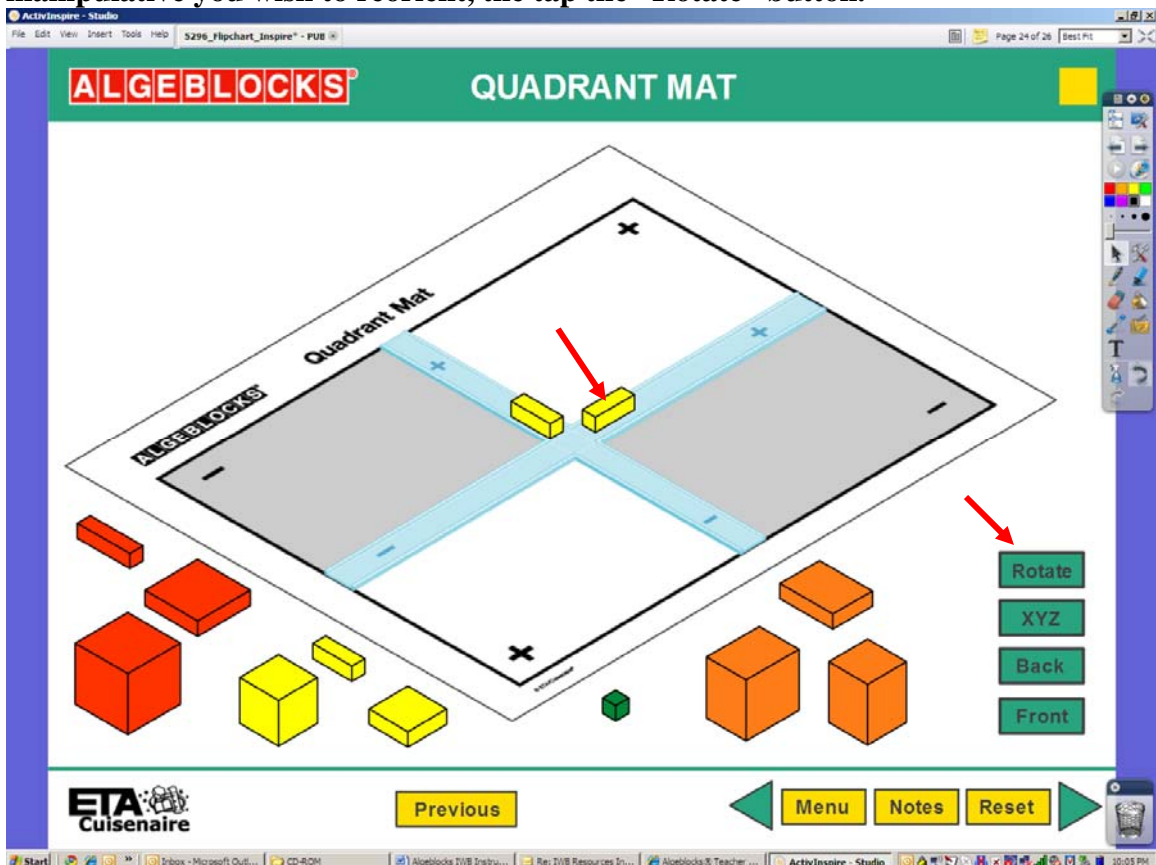 manipulative you wish to reorient, the tap the "Rotate" button.
ActivInspire - Studio
File Edit View Insert Tools Help
5296_Flipchart_Inspire* - PUB
Page 24 of 26
Best Fit
ALGEBLOCKS®
QUADRANT MAT
Quadrant Mat
ALGEBLOCKS
+
+
+
−
−
−
−
+
T
Rotate
XYZ
Back
Front
ETA
Cuisenaire
Previous
Menu
Notes
Reset
Start
Inbox - Microsoft Outl...
CD-ROM
Algeblocks IWB Instru...
Re: IWB Resources In...
Algeblocks® Teacher ...
ActivInspire - Studio
10:05 PM